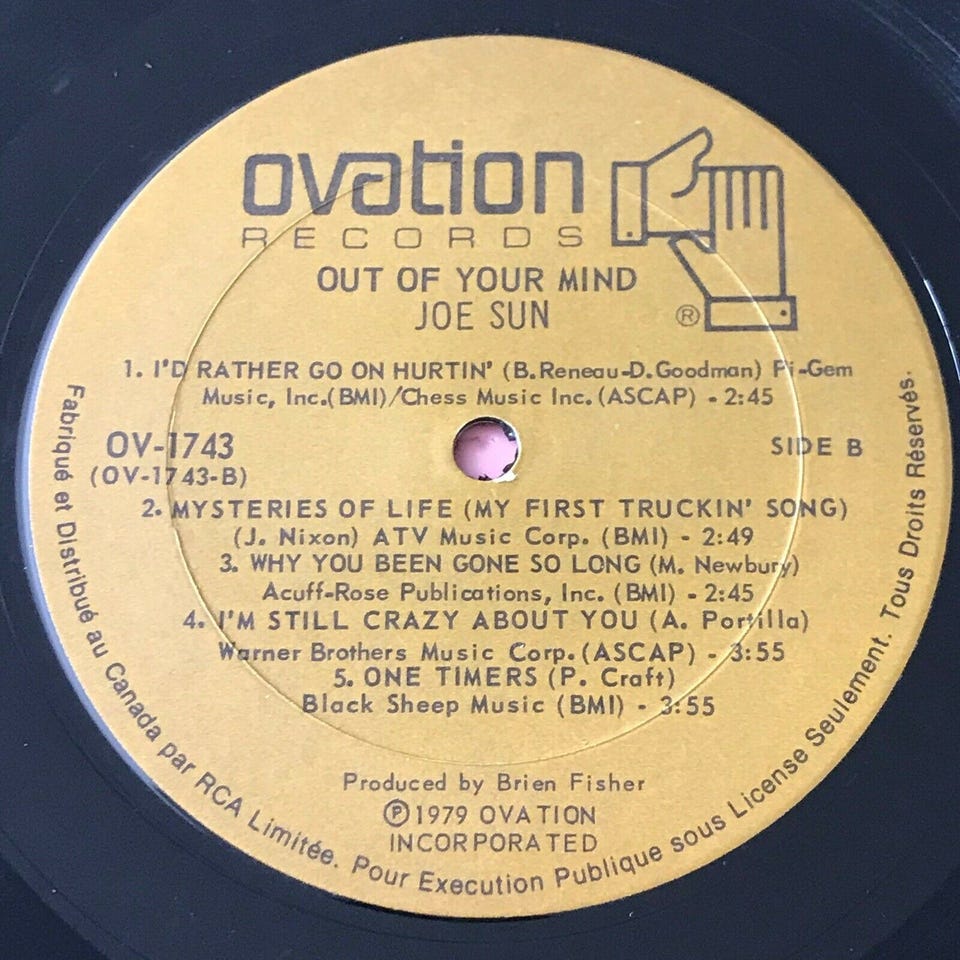 ovation
RECORDS
®
OUT OF YOUR MIND
JOE SUN
1. I'D RATHER GO ON HURTIN' (B.Reneau-D.Goodman) Pi-Gem
Music, Inc.(BMI)/Chess Music Inc. (ASCAP) - 2:45
OV-1743
SIDE B
(OV-1743-B)
2. MYSTERIES OF LIFE (MY FIRST TRUCKIN' SONG)
(J. Nixon) ATV Music Corp. (BMI) - 2:49
3. WHY YOU BEEN GONE SO LONG (M. Newbury)
Acuff-Rose Publications, Inc. (BMI) - 2:45
4. I'M STILL CRAZY ABOUT YOU (A. Portilla)
Warner Brothers Music Corp. (ASCAP) - 3:55
5. ONE TIMERS (P. Craft)
Black Sheep Music (BMI) - 3:55
Produced by Brien Fisher
℗1979 OVATION
INCORPORATED
Fabriqué et Distribué au Canada par RCA Limitée. Pour Execution Publique sous License Seulement. Tous Droits Réservés.